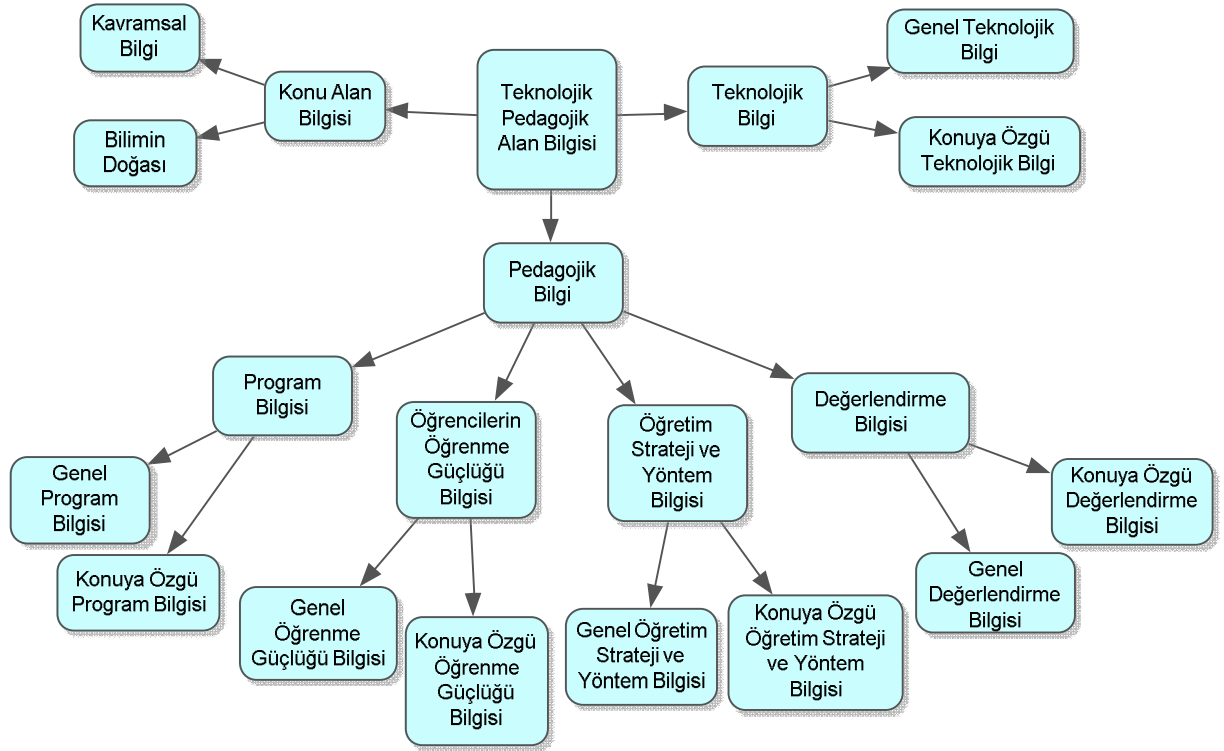 Kavramsal
Bilgi
Konu Alan
Bilgisi
Bilimin
Doğası
Teknolojik
Pedagojik
Alan Bilgisi
Teknolojik
Bilgi
Genel Teknolojik
Bilgi
Konuya Özgü
Teknolojik Bilgi
Pedagojik
Bilgi
Program
Bilgisi
Öğrencilerin
Öğrenme
Güçlüğü
Bilgisi
Öğretim
Strateji ve
Yöntem
Bilgisi
Değerlendirme
Bilgisi
Genel
Program
Bilgisi
Konuya Özgü
Program Bilgisi
Genel
Öğrenme
Güçlüğü Bilgisi
Konuya Özgü
Öğrenme
Güçlüğü
Bilgisi
Genel Öğretim
Strateji ve
Yöntem Bilgisi
Konuya Özgü
Öğretim Strateji
ve Yöntem
Bilgisi
Genel
Değerlendirme
Bilgisi
Konuya Özgü
Değerlendirme
Bilgisi